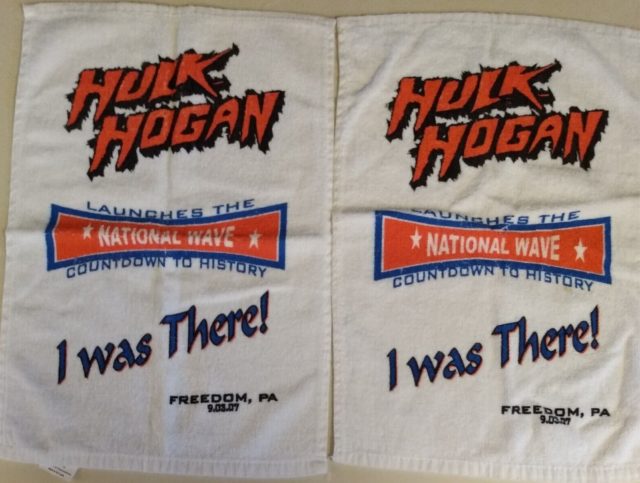 HULK
HOGAN
LAUNCHES THE
NATIONAL WAVE
COUNTDOWN TO HISTORY
I was There!
FREEDOM, PA
9.03.07
HULK
HOGAN
LAUNCHES THE
NATIONAL WAVE
COUNTDOWN TO HISTORY
I was There!
FREEDOM, PA
9.03.07